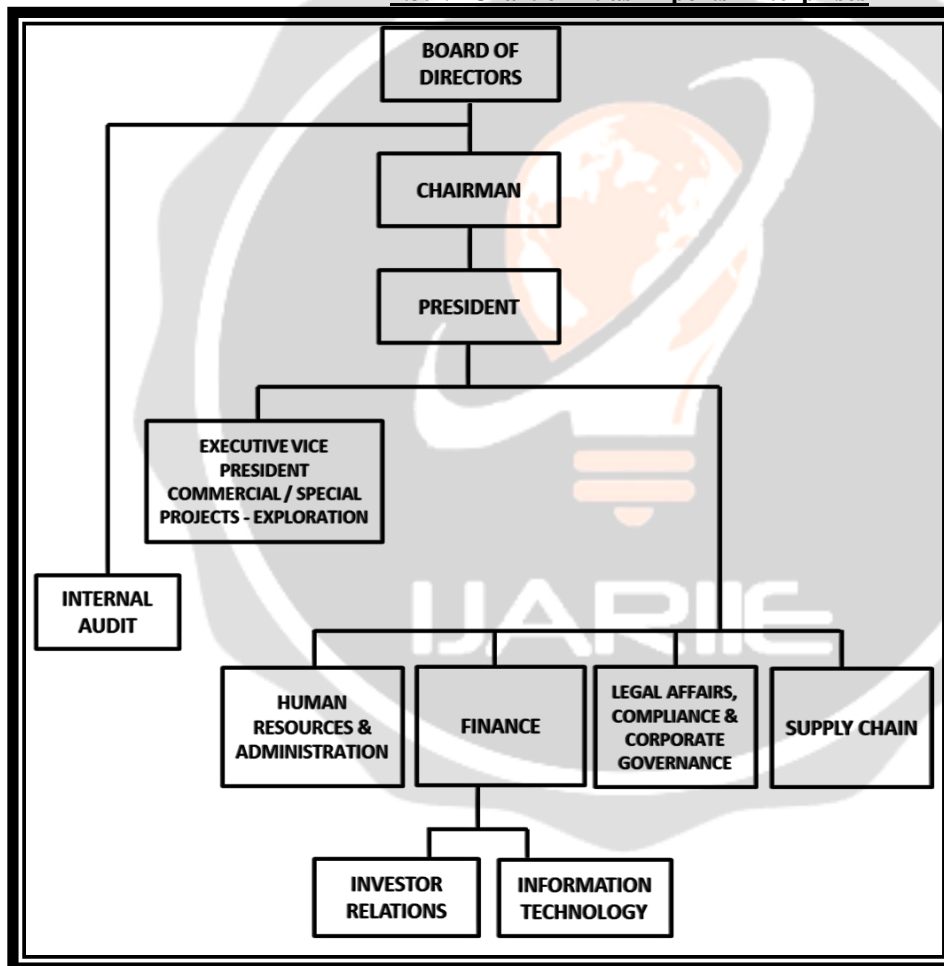 BOARD OF
DIRECTORS
CHAIRMAN
PRESIDENT
EXECUTIVE VICE
PRESIDENT
COMMERCIAL / SPECIAL
PROJECTS - EXPLORATION
INTERNAL
AUDIT
IJARIIE
HUMAN
RESOURCES &
ADMINISTRATION
FINANCE
LEGAL AFFAIRS,
COMPLIANCE &
CORPORATE
GOVERNANCE
SUPPLY CHAIN
INVESTOR
RELATIONS
INFORMATION
TECHNOLOGY